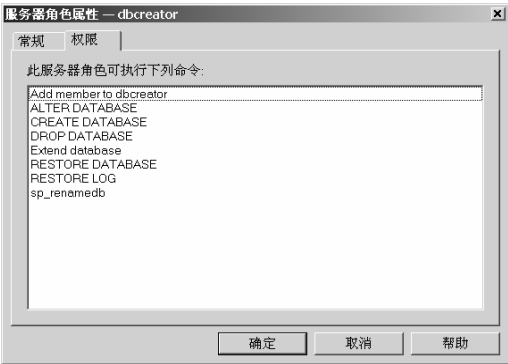 服务器角色属性 — dbcreator
常规 权限
此服务器角色可执行下列命令:
Add member to dbcreator
ALTER DATABASE
CREATE DATABASE
DROP DATABASE
Extend database
RESTORE DATABASE
RESTORE LOG
sp_renamedb
确定 取消 帮助